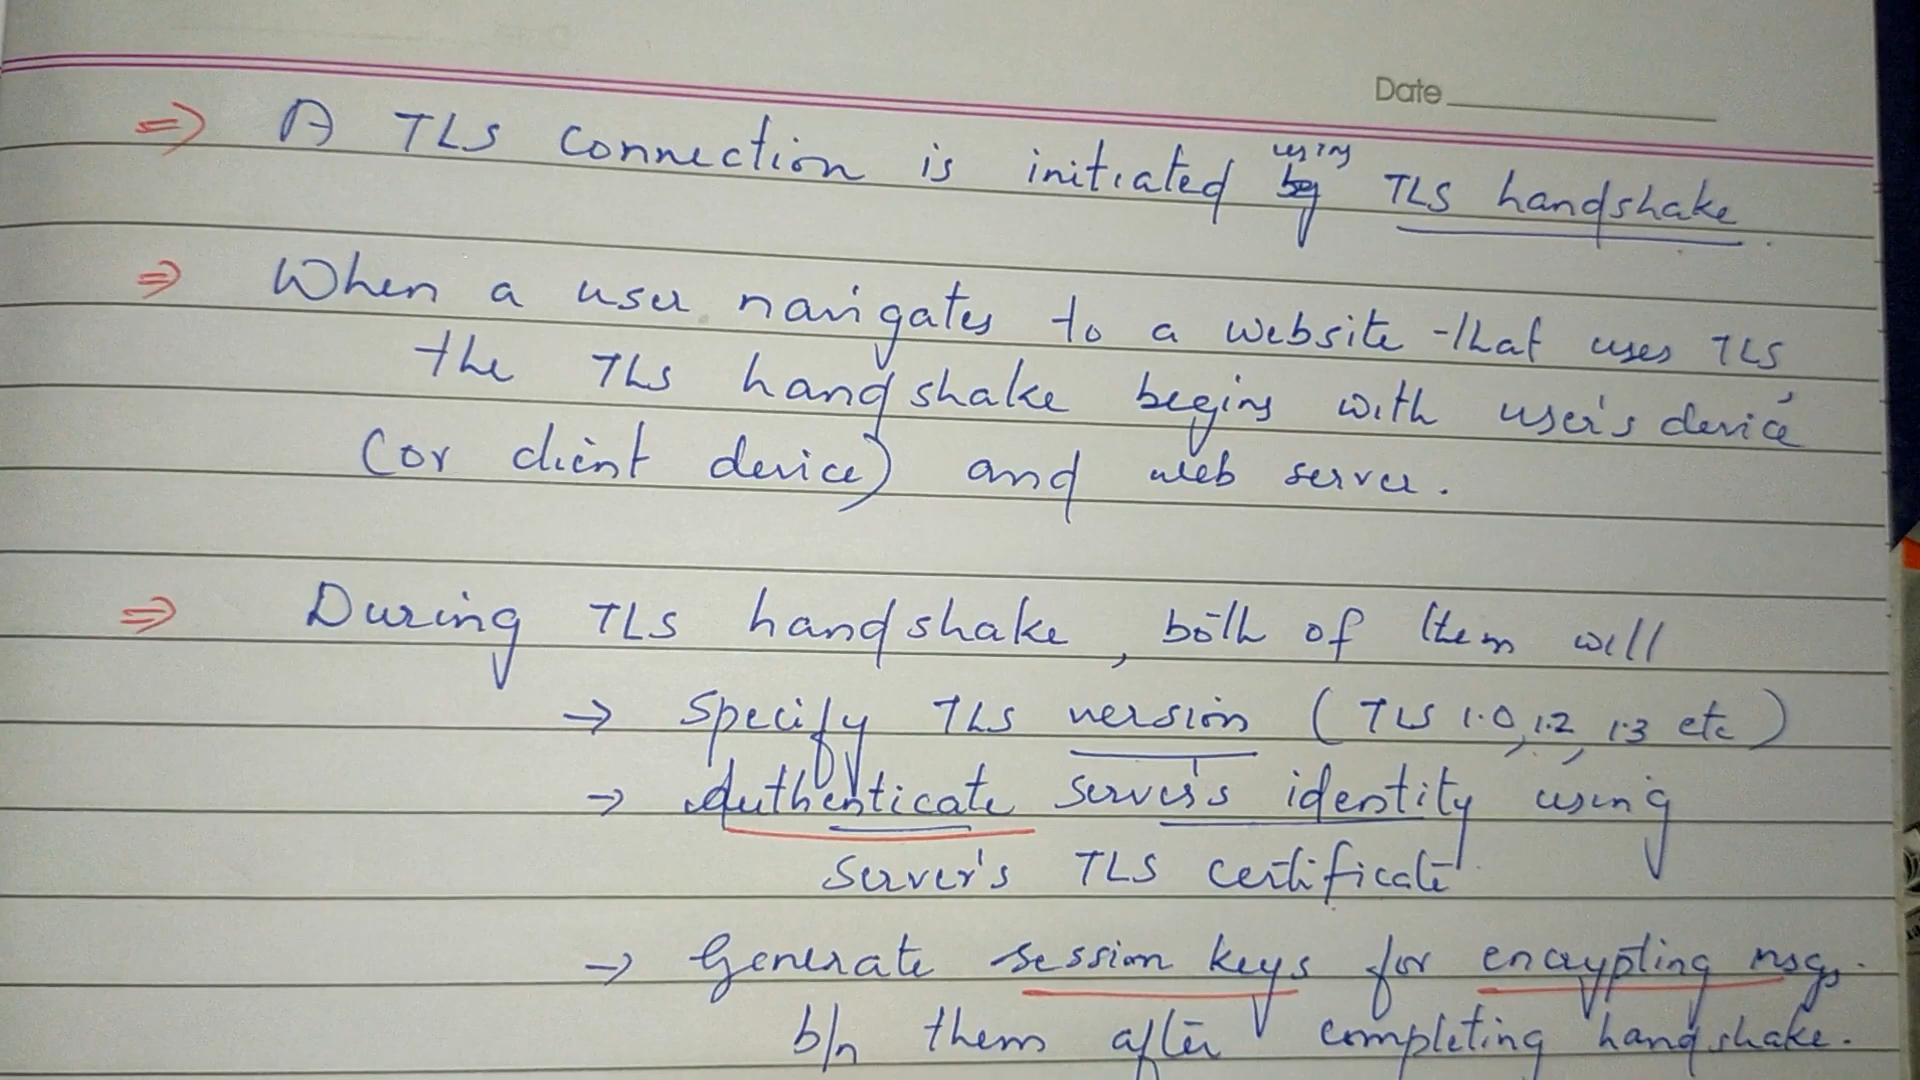 Date
⇒ A TLS connection is initiated by using TLS handshake.
⇒ When a user navigates to a website that uses TLS,
the TLS handshake begins with user's device
(or client device) and web server.
⇒ During TLS handshake, both of them will
→ Specify TLS version (TLS 1.0, 1.2, 1.3 etc)
→ Authenticate server's identity using
server's TLS certificate.
→ Generate session keys for encrypting msgs.
b/n them after completing handshake.